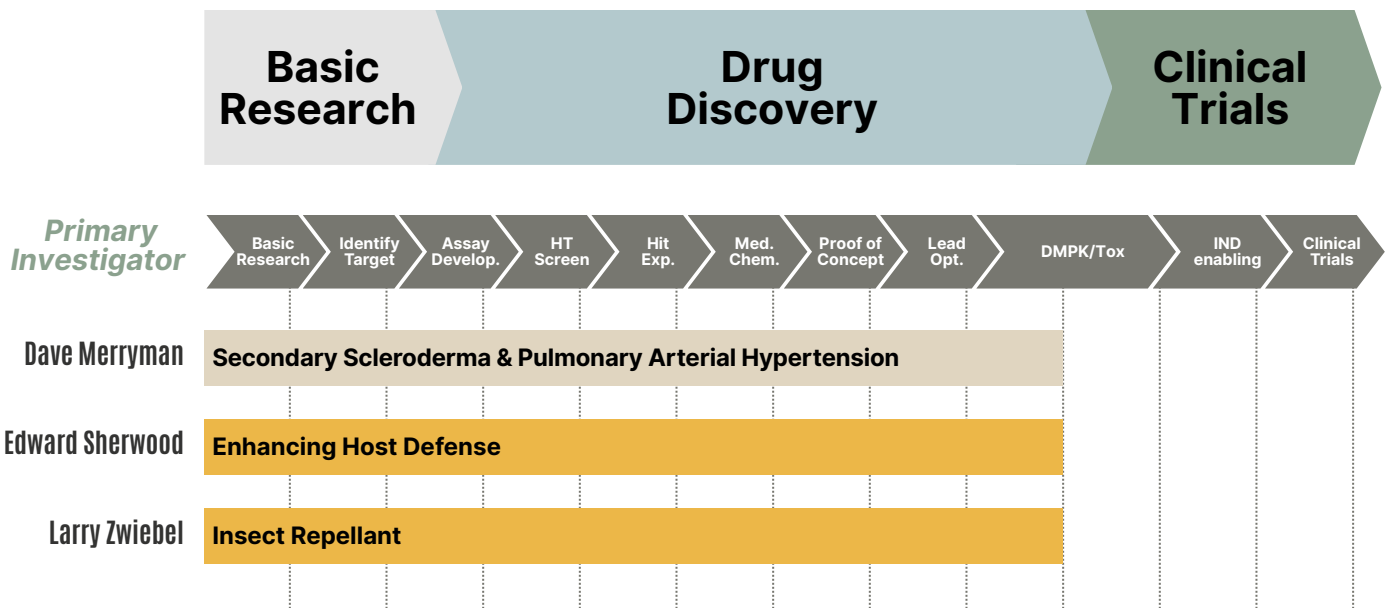 Basic
Research
Drug
Discovery
Clinical
Trials
Primary
Investigator
Basic
Research
Identify
Target
Assay
Develop.
HT
Screen
Hit
Exp.
Med.
Chem.
Proof of
Concept
Lead
Opt.
DMPK/Tox
IND
enabling
Clinical
Trials
Dave Merryman
Secondary Scleroderma & Pulmonary Arterial Hypertension
Edward Sherwood
Enhancing Host Defense
Larry Zwiebel
Insect Repellant